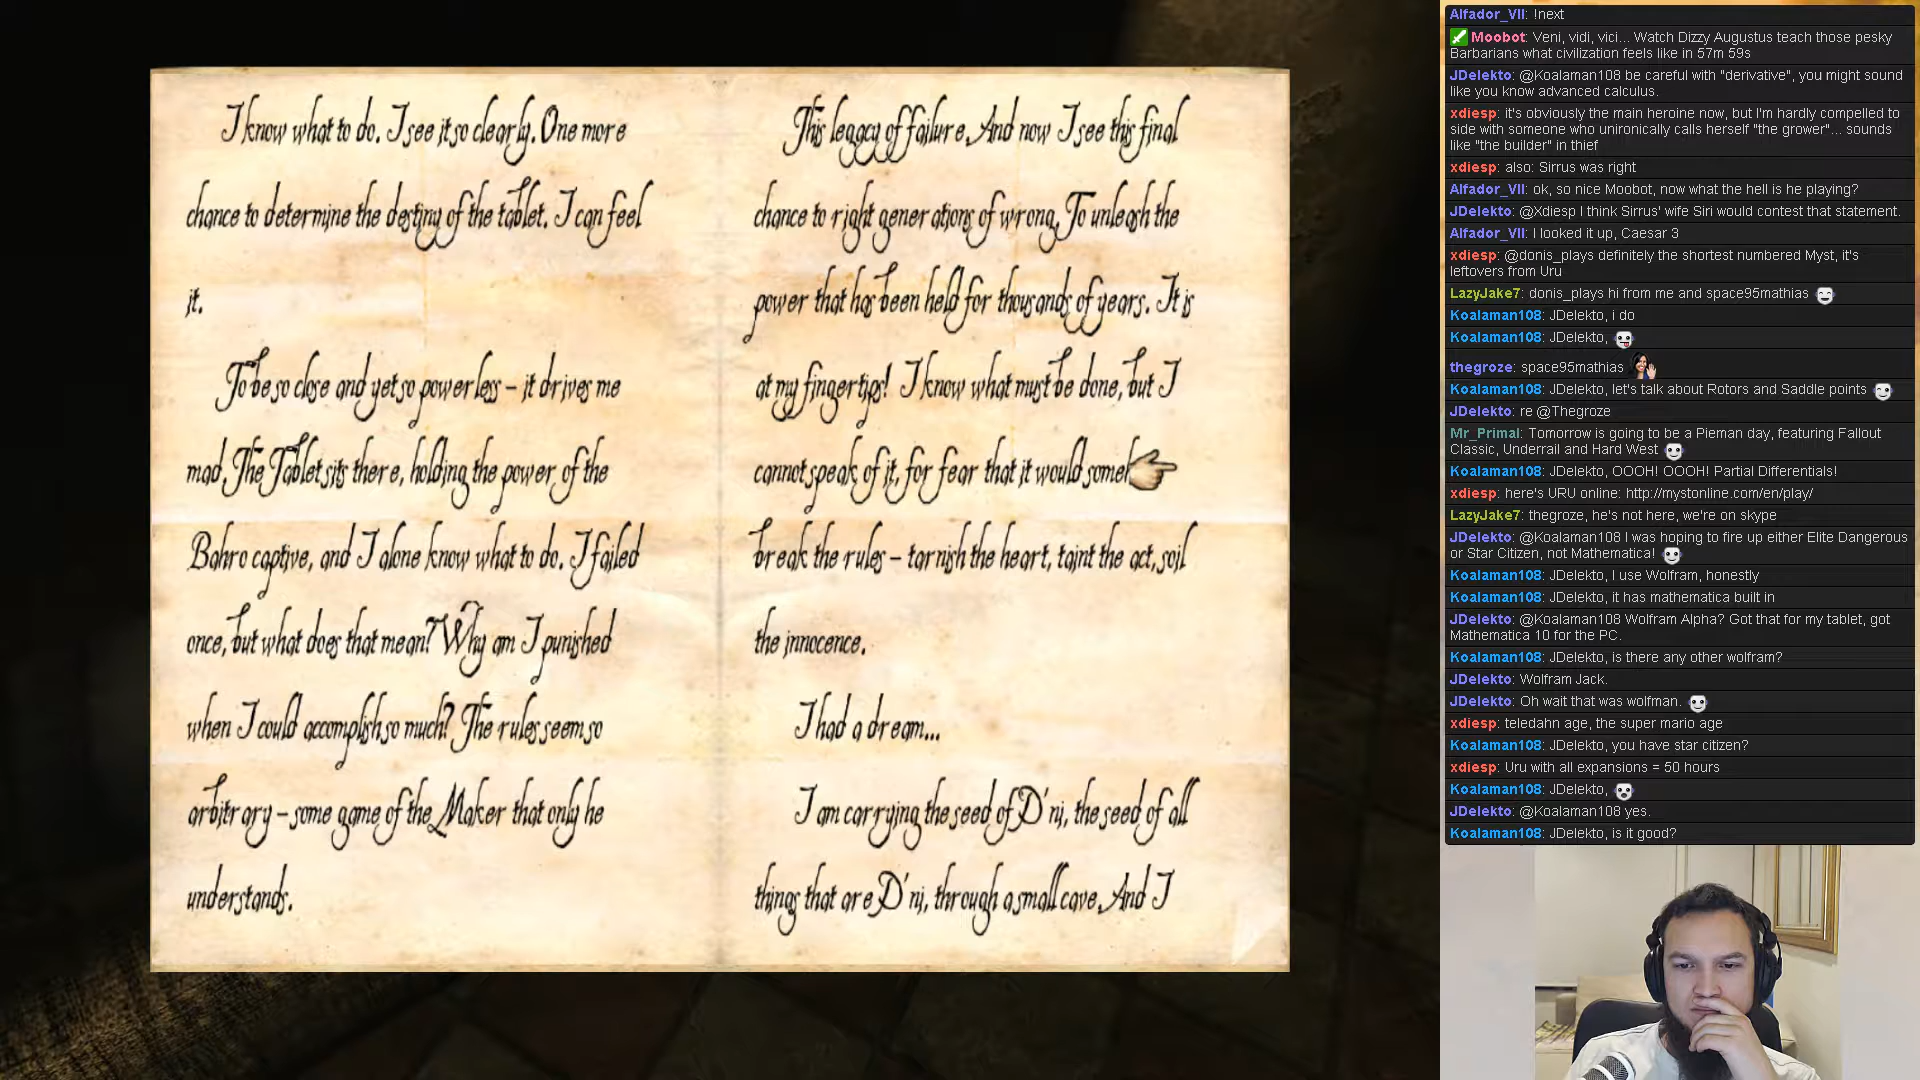 I know what to do. I see it so clearly. One more
chance to determine the destiny of the tablet. I can feel
it.
To be so close and yet so powerless – it drives me
mad. The Tablet sits there, holding the power of the
Bahro captive, and I alone know what to do. I failed
once, but what does that mean? Why am I punished
when I could accomplish so much? The rules seem so
arbitrary – some game of the Maker that only he
understands.
This legacy of failure. And now I see this final
chance to right generations of wrong. To unleash the
power that has been held for thousands of years. It is
at my fingertips! I know what must be done, but I
cannot speak of it, for fear that it would
break the rules – tarnish the heart, taint the act, soil
the innocence.
I had a dream...
I am carrying the seed of D'ni, the seed of all
things that are D'ni, through a small cave. And I
Alfador_VII: !next
Moobot: Veni, vidi, vici... Watch Dizzy Augustus teach those pesky
Barbarians what civilization feels like in 57m 59s
JDelekto: @Koalaman108 be careful with "derivative", you might sound
like you know advanced calculus.
xdiesp: it's obviously the main heroine now, but I'm hardly compelled to
side with someone who unironically calls herself "the grower"... sounds
like "the builder" in thief
xdiesp: also: Sirrus was right
Alfador_VII: ok, so nice Moobot, now what the hell is he playing?
JDelekto: @Xdiesp I think Sirrus' wife Siri would contest that statement.
Alfador_VII: I looked it up, Caesar 3
xdiesp: @donis_plays definitely the shortest numbered Myst, it's
leftovers from Uru
LazyJake7: donis_plays hi from me and space95mathias
Koalaman108: JDelekto, i do
Koalaman108: JDelekto,
thegroze: space95mathias
Koalaman108: JDelekto, let's talk about Rotors and Saddle points
JDelekto: re @Thegroze
Mr_Primal: Tomorrow is going to be a Pieman day, featuring Fallout
Classic, Underrail and Hard West
Koalaman108: JDelekto, OOOH! OOOH! Partial Differentials!
xdiesp: here's URU online: http://mystonline.com/en/play/
LazyJake7: thegroze, he's not here, we're on skype
JDelekto: @Koalaman108 I was hoping to fire up either Elite Dangerous
or Star Citizen, not Mathematica!
Koalaman108: JDelekto, I use Wolfram, honestly
Koalaman108: JDelekto, it has mathematica built in
JDelekto: @Koalaman108 Wolfram Alpha? Got that for my tablet, got
Mathematica 10 for the PC.
Koalaman108: JDelekto, is there any other wolfram?
JDelekto: Wolfram Jack.
JDelekto: Oh wait that was wolfman.
xdiesp: teledahn age, the super mario age
Koalaman108: JDelekto, you have star citizen?
xdiesp: Uru with all expansions = 50 hours
Koalaman108: JDelekto,
JDelekto: @Koalaman108 yes.
Koalaman108: JDelekto, is it good?